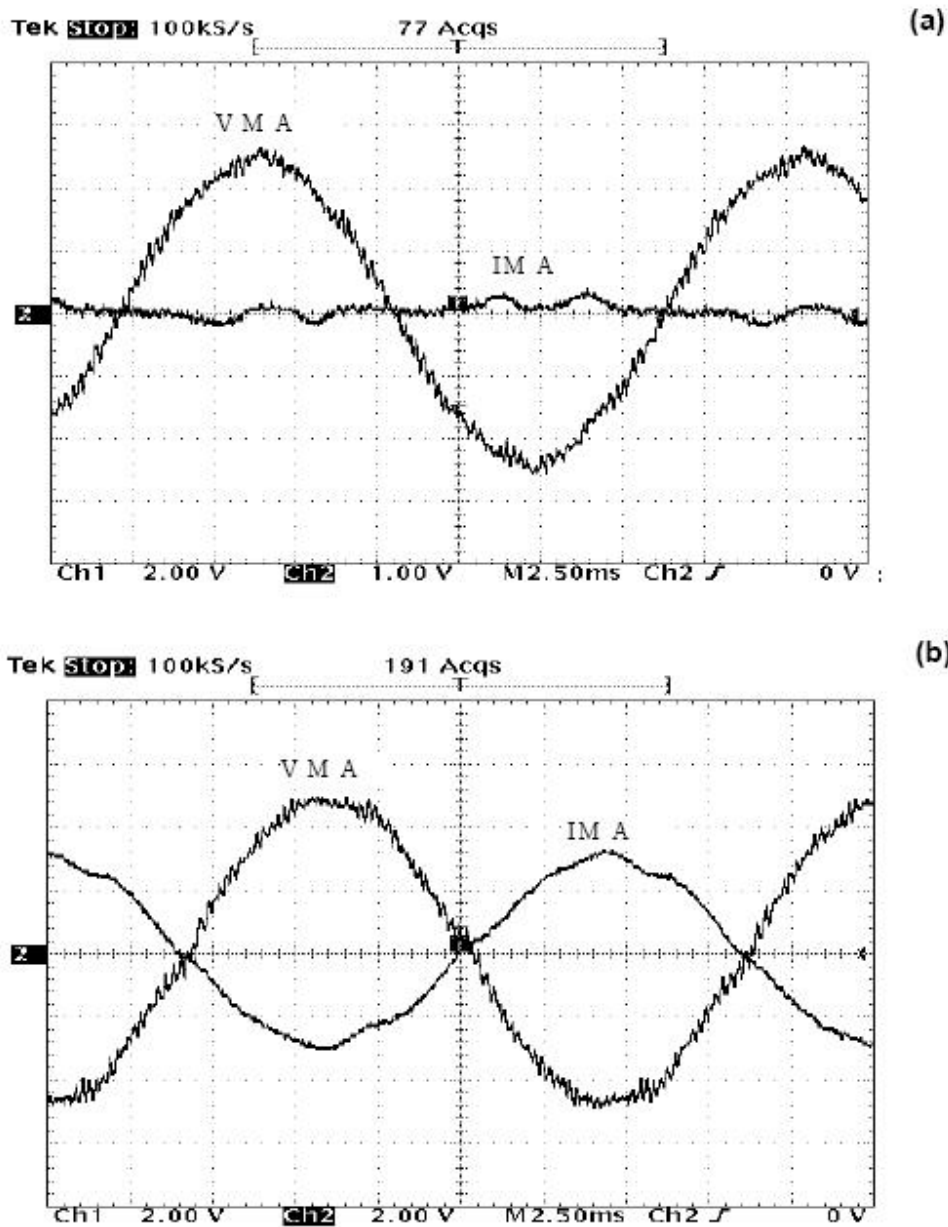 Tek Stop: 100kS/s 77 Acqs
(a)
V M A
IM A
2
Ch1 2.00 V Ch2 1.00 V M2.50ms Ch2 0 V
Tek Stop: 100kS/s 191 Acqs
(b)
V M A
IM A
2
Ch1 2.00 V Ch2 2.00 V M2.50ms Ch2 0 V